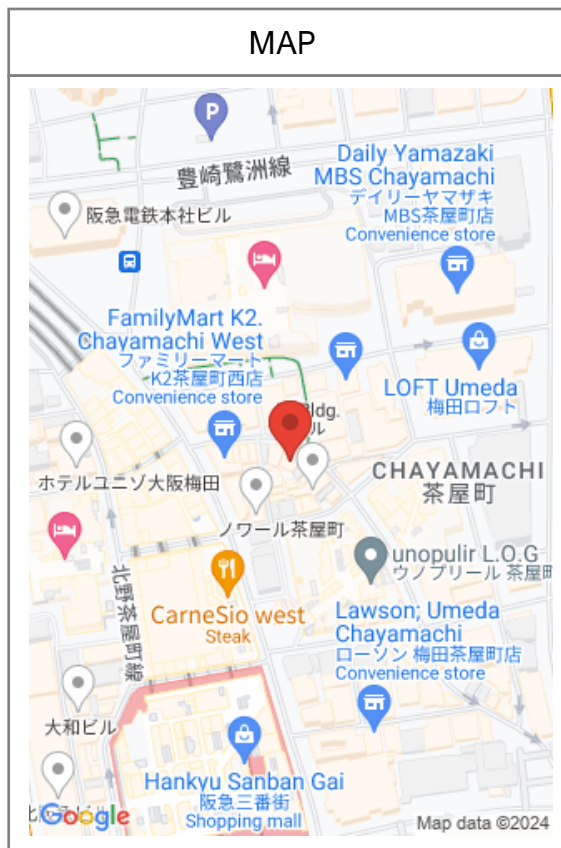 MAP
P
豊崎鷺洲線
Daily Yamazaki
MBS Chayamachi
デイリーヤマザキ
MBS茶屋町店
Convenience store
阪急電鉄本社ビル
FamilyMart K2.
Chayamachi West
ファミリーマート
K2茶屋町西店
Convenience store
LOFT Umeda
梅田ロフト
Bldg.
ル
ホテルユニゾ大阪梅田
CHAYAMACHI
茶屋町
ノワール茶屋町
unopulir L.O.G
ウノプリール 茶屋町
北野茶屋町線
CarneSio west
Steak
Lawson; Umeda
Chayamachi
ローソン 梅田茶屋町店
Convenience store
大和ビル
Hankyu Sanban Gai
阪急三番街
Shopping mall
Google
Map data ©2024